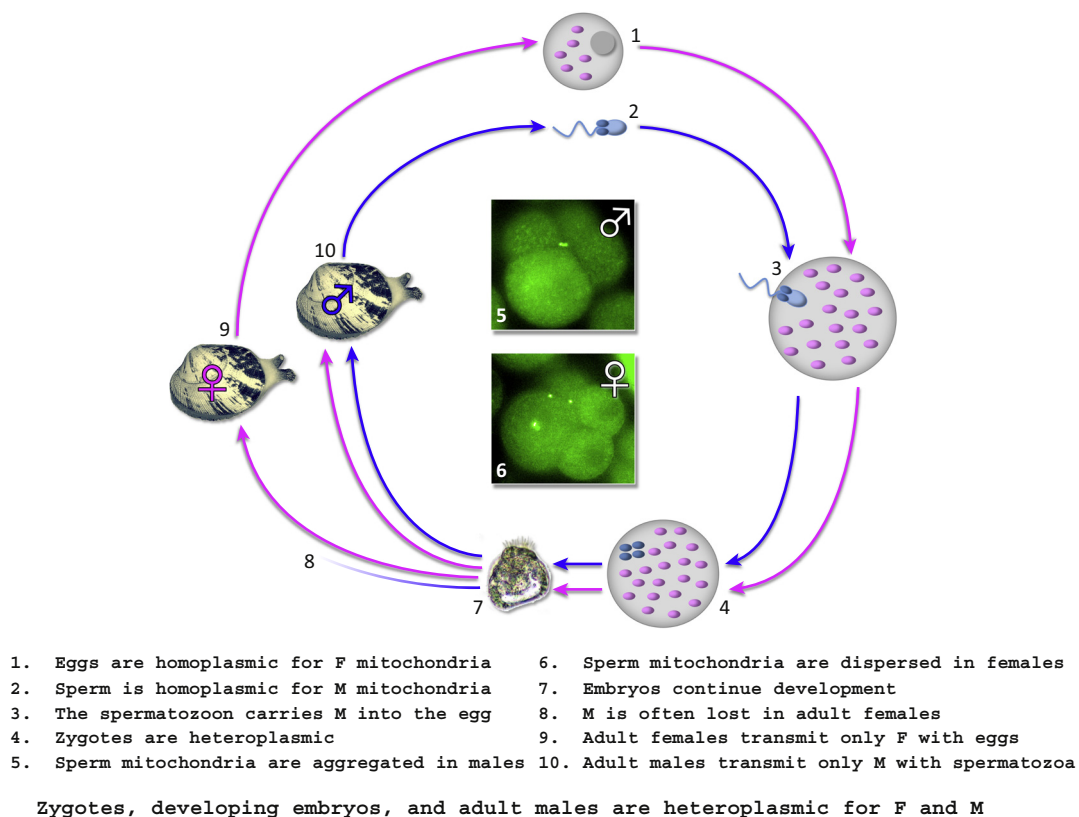 1
2
3
4
5
6
7
8
9
10
♂
♀
♂
♀
1. Eggs are homoplasmic for F mitochondria
2. Sperm is homoplasmic for M mitochondria
3. The spermatozoon carries M into the egg
4. Zygotes are heteroplasmic
5. Sperm mitochondria are aggregated in males
6. Sperm mitochondria are dispersed in females
7. Embryos continue development
8. M is often lost in adult females
9. Adult females transmit only F with eggs
10. Adult males transmit only M with spermatozoa
Zygotes, developing embryos, and adult males are heteroplasmic for F and M